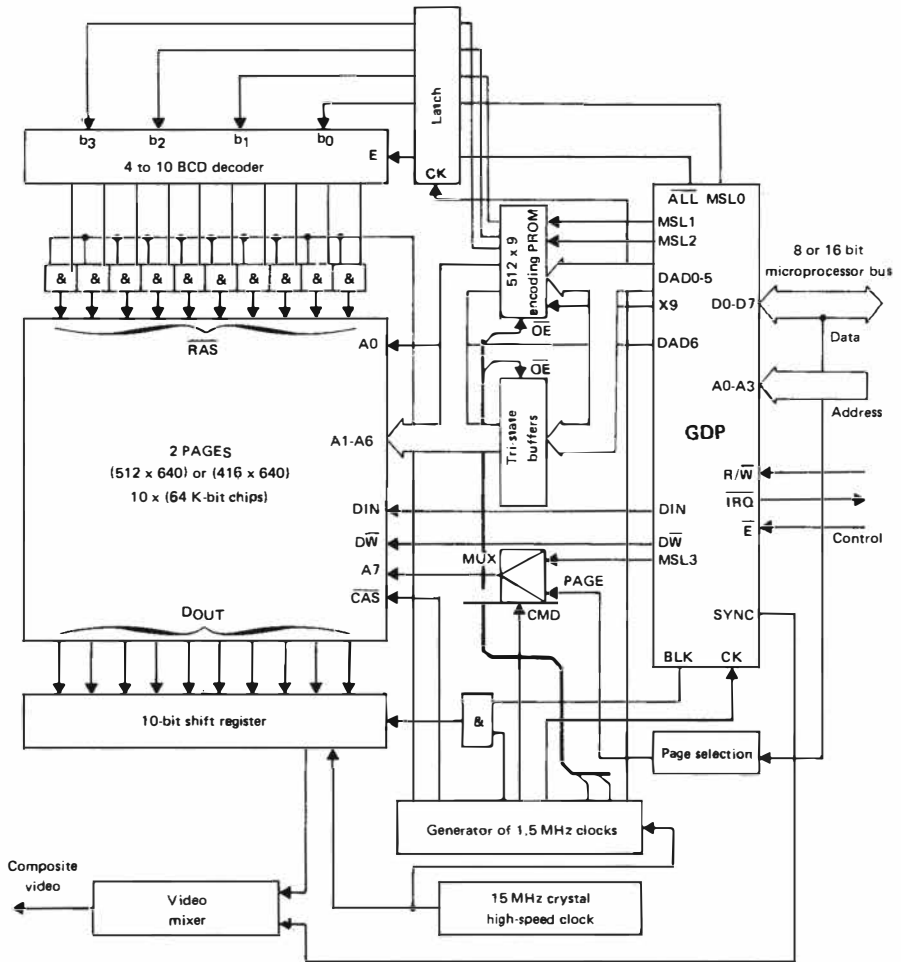 b3
b2
b1
b0
E
4 to 10 BCD decoder
Latch
CK
& & & & & & & & & &
RAS
A0
A1-A6
2 PAGEs
(512 x 640) or (416 x 640)
10 x (64 K-bit chips)
DIN
DW
A7
CAS
DOUT
10-bit shift register
&
512 x 9
encoding PROM
OE
OE
Tri-state
buffers
MUX
PAGE
CMD
ALL MSL0
MSL1
MSL2
DAD0-5
X9
DAD6
D0-D7
A0-A3
GDP
R/W
IRQ
E
DIN
DW
MSL3
SYNC
BLK
CK
8 or 16 bit
microprocessor bus
Data
Address
Control
Page selection
Generator of 1,5 MHz clocks
15 MHz crystal
high-speed clock
Composite
video
Video
mixer